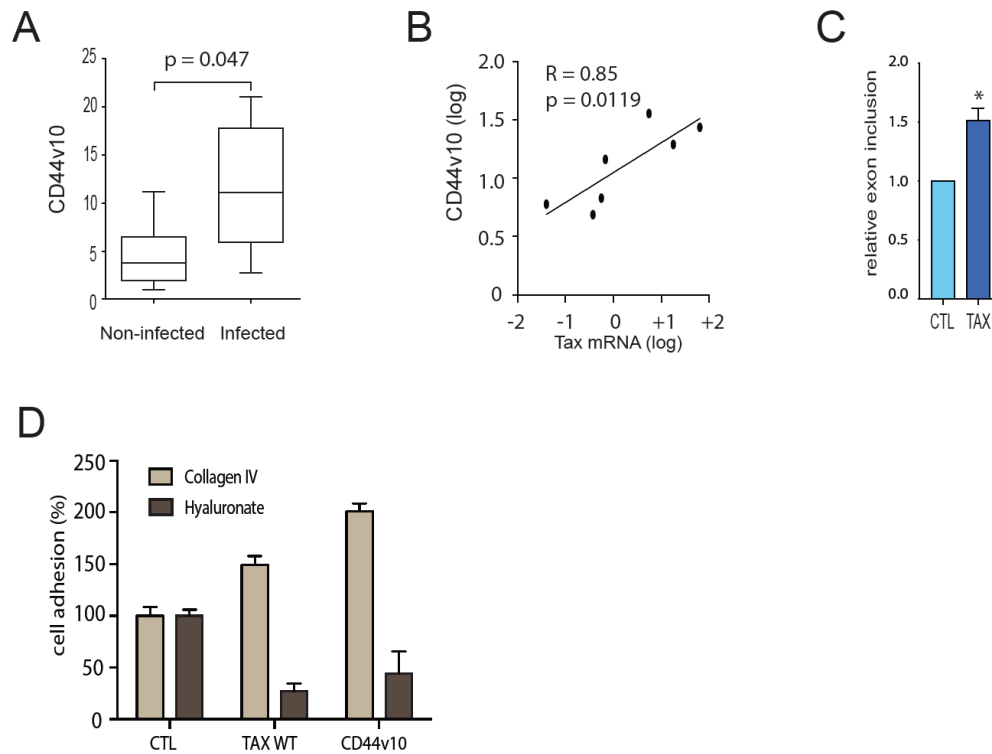 A
25
20
15
10
5
0
CD44v10
p = 0.047
Non-infected
Infected
B
2.0
1.5
1.0
0.5
0
CD44v10 (log)
R = 0.85
p = 0.0119
-2
-1
0
+1
+2
Tax mRNA (log)
C
2.0
1.5
1.0
0.5
0.0
relative exon inclusion
*
CTL
TAX
D
250
200
150
100
50
0
cell adhesion (%)
Collagen IV
Hyaluronate
CTL
TAX WT
CD44v10